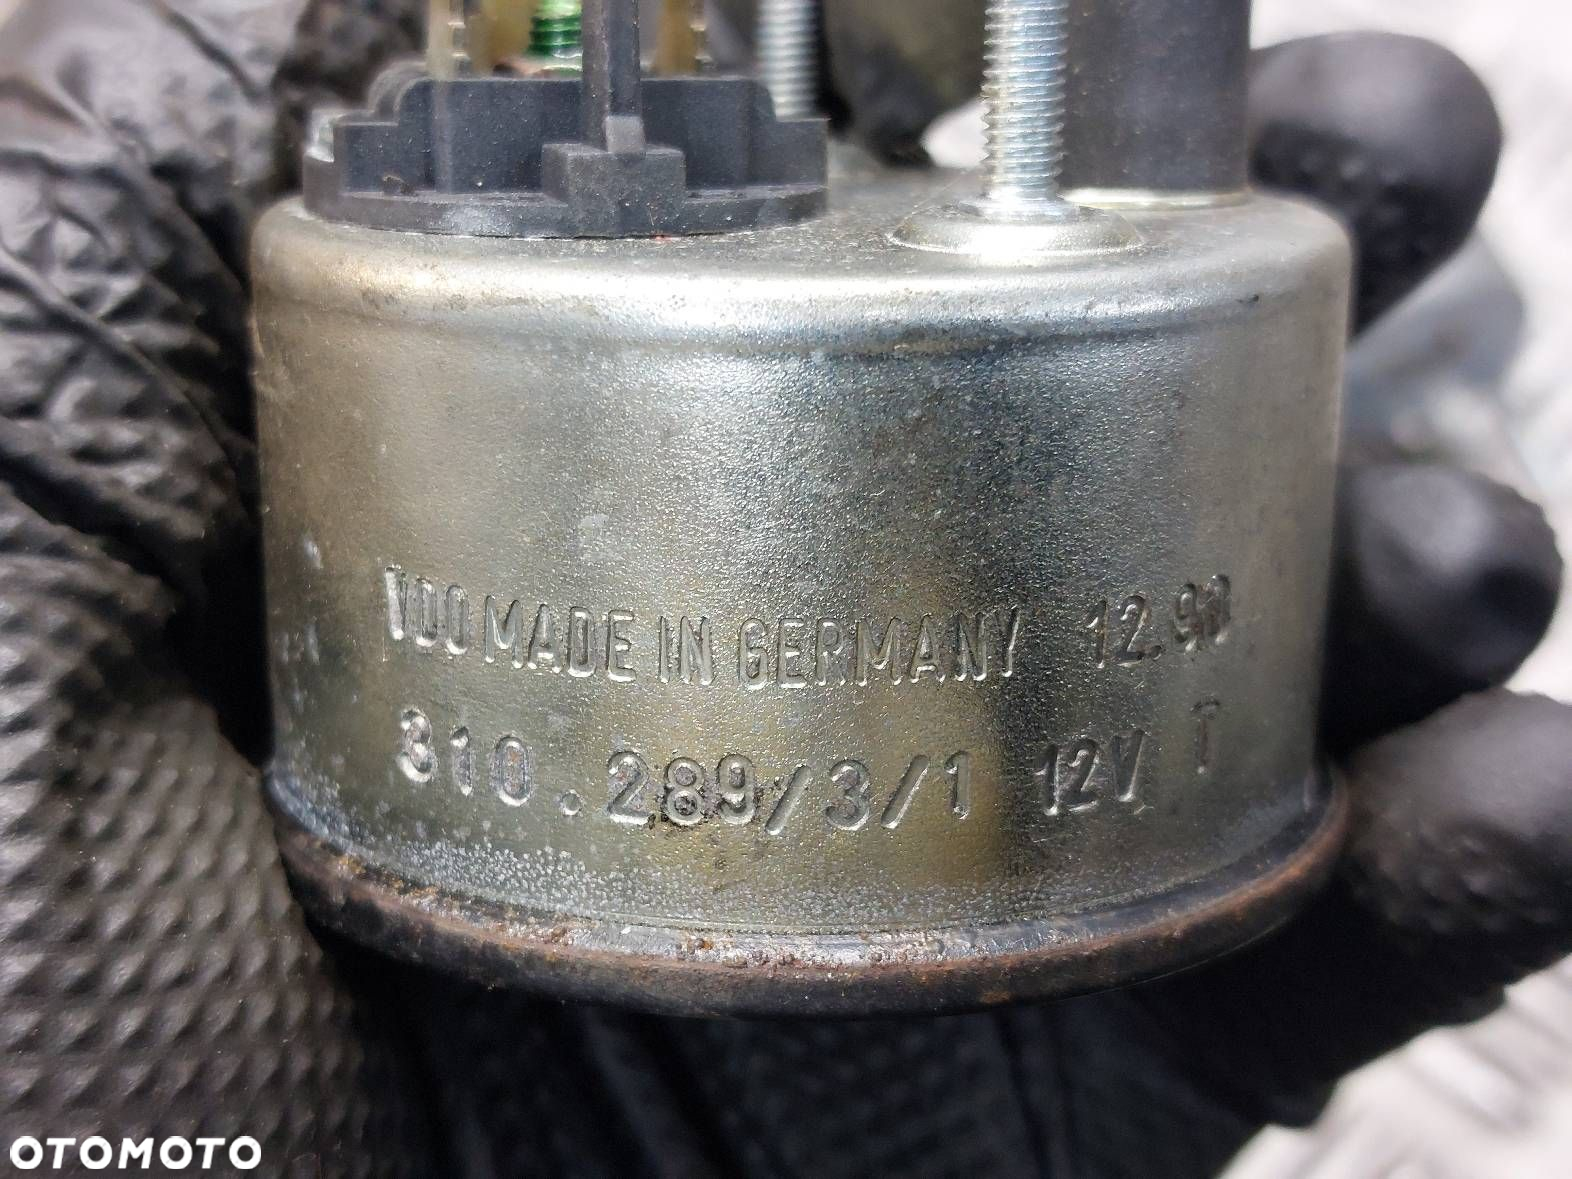 VDO MADE IN GERMANY
310.289/3/1 12V T
OTOMOTO